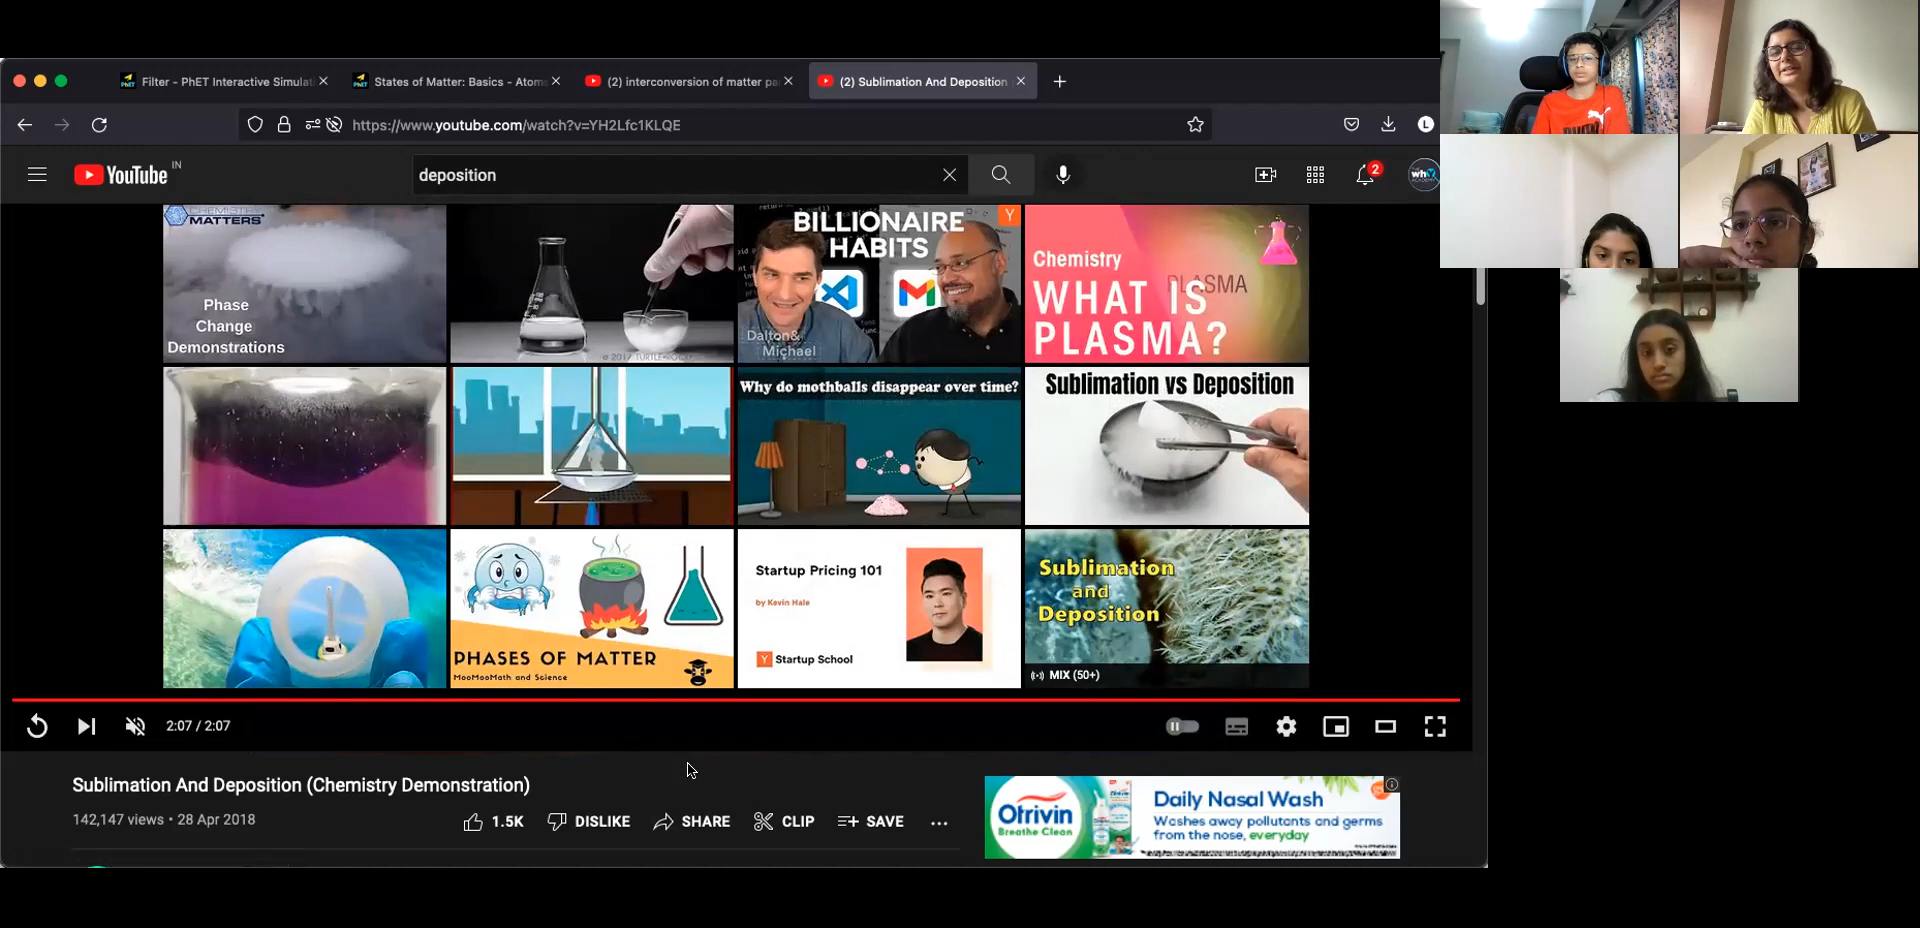 Filter - PhET Interactive Simulat
States of Matter: Basics - Atom
(2) interconversion of matter pa
(2) Sublimation And Deposition
https://www.youtube.com/watch?v=YH2Lfc1KLQE
L
YouTube IN
deposition
2
why
CHEMISTRY
MATTERS
Phase
Change
Demonstrations
BILLIONAIRE
HABITS
Y
Dalton&
Michael
Chemistry
PLASMA
WHAT IS
PLASMA?
Why do mothballs disappear over time?
Sublimation vs Deposition
PHASES OF MATTER
MooMooMath and Science
Startup Pricing 101
by Kevin Hale
Y Startup School
Sublimation
and
Deposition
MIX (50+)
2:07 / 2:07
Sublimation And Deposition (Chemistry Demonstration)
142,147 views • 28 Apr 2018
1.5K
DISLIKE
SHARE
CLIP
SAVE
Otrivin
Breathe Clean
Daily Nasal Wash
Washes away pollutants and germs
from the nose, everyday